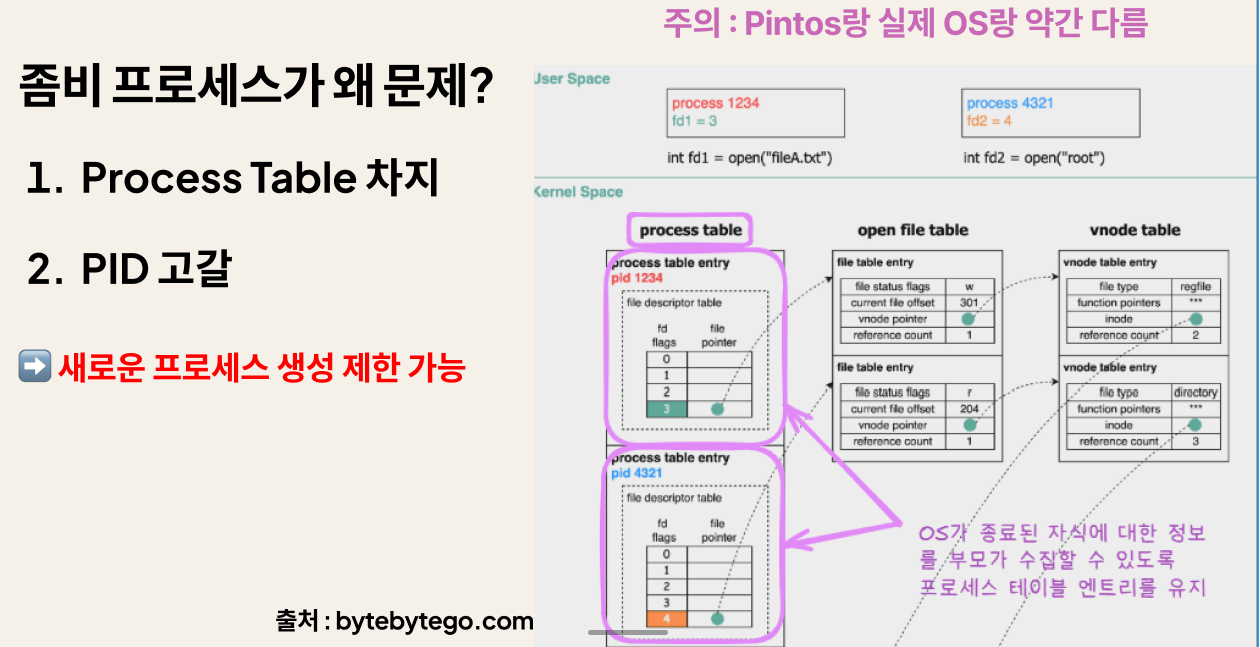 주의 : Pintos랑 실제 OS랑 약간 다름
좀비 프로세스가 왜 문제?
1. Process Table 차지
2. PID 고갈
➡️ 새로운 프로세스 생성 제한 가능
출처 : bytebytego.com
User Space
process 1234
fd1 = 3
int fd1 = open("fileA.txt")
process 4321
fd2 = 4
int fd2 = open("root")
Kernel Space
process table
process table entry
pid 1234
file descriptor table
fd flags
file pointer
0
1
2
3
process table entry
pid 4321
file descriptor table
fd flags
file pointer
0
1
2
3
4
open file table
file table entry
file status flags w
current file offset 301
vnode pointer
reference count 1
file table entry
file status flags r
current file offset 204
vnode pointer
reference count 1
vnode table
vnode table entry
file type regfile
function pointers ***
inode
reference count 2
vnode table entry
file type directory
function pointers ***
inode
reference count 3
OS가 종료된 자식에 대한 정보
를 부모가 수집할 수 있도록
프로세스 테이블 엔트리를 유지